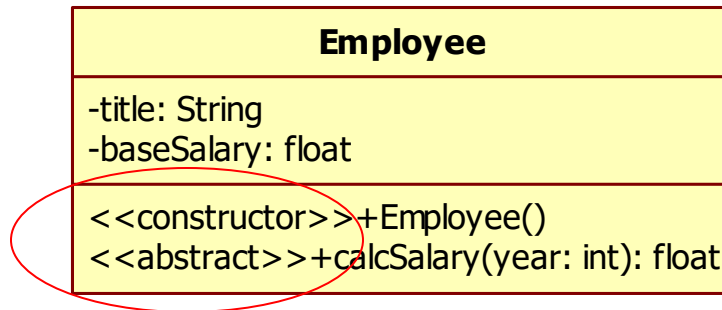 Employee
-title: String
-baseSalary: float
<<constructor>>+Employee()
<<abstract>>+calcSalary(year: int): float